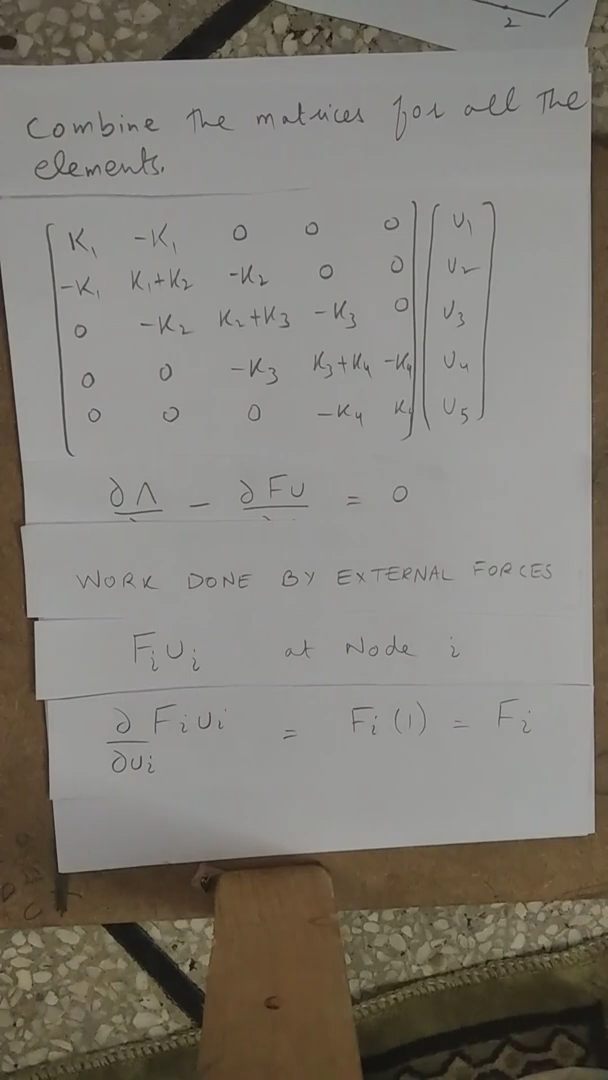 2
Combine the matrices for all the
elements.
K₁ -K₁ 0 0 0 U₁
-K₁ K₁+K₂ -K₂ 0 0 U₂
0 -K₂ K₂+K₃ -K₃ 0 U₃
0 0 -K₃ K₃+K₄ -K₄ U₄
0 0 0 -K₄ K U₅
∂Λ - ∂FU = 0
WORK DONE BY EXTERNAL FORCES
FᵢUᵢ at Node i
∂/∂Uᵢ FᵢUᵢ = Fᵢ(1) = Fᵢ